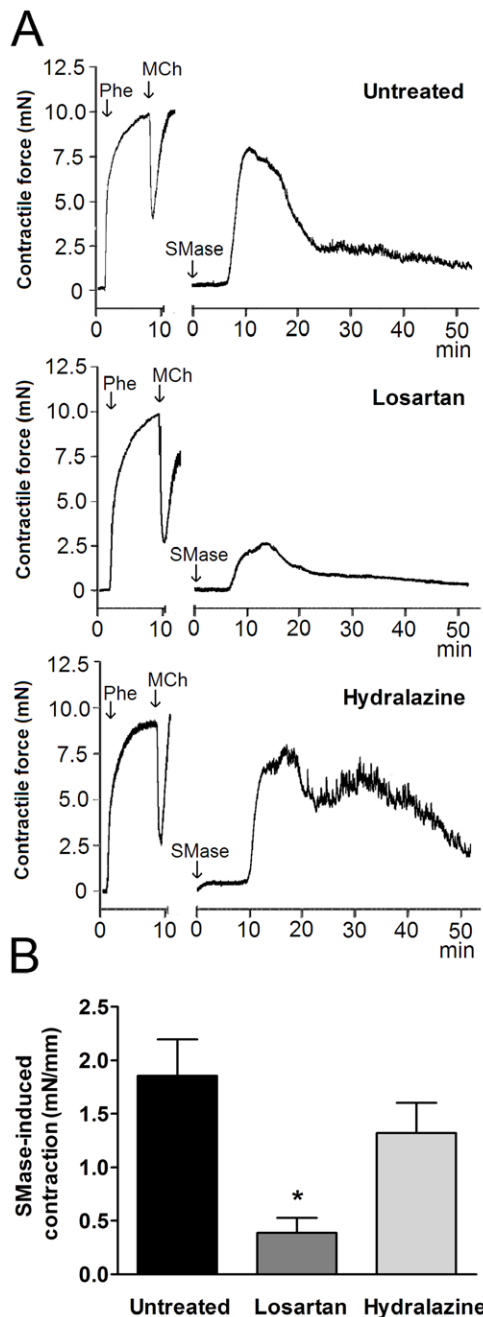 A
Contractile force (mN)
12.5
10.0
7.5
5.0
2.5
0
Phe
MCh
Untreated
SMase
0 10 0 10 20 30 40 50
min
Contractile force (mN)
12.5
10.0
7.5
5.0
2.5
0
Phe
MCh
Losartan
SMase
0 10 0 10 20 30 40 50
min
Contractile force (mN)
12.5
10.0
7.5
5.0
2.5
0
Phe
MCh
Hydralazine
SMase
0 10 0 10 20 30 40 50
min
B
SMase-induced
contraction (mN/mm)
2.5
2.0
1.5
1.0
0.5
0.0
*
Untreated Losartan Hydralazine